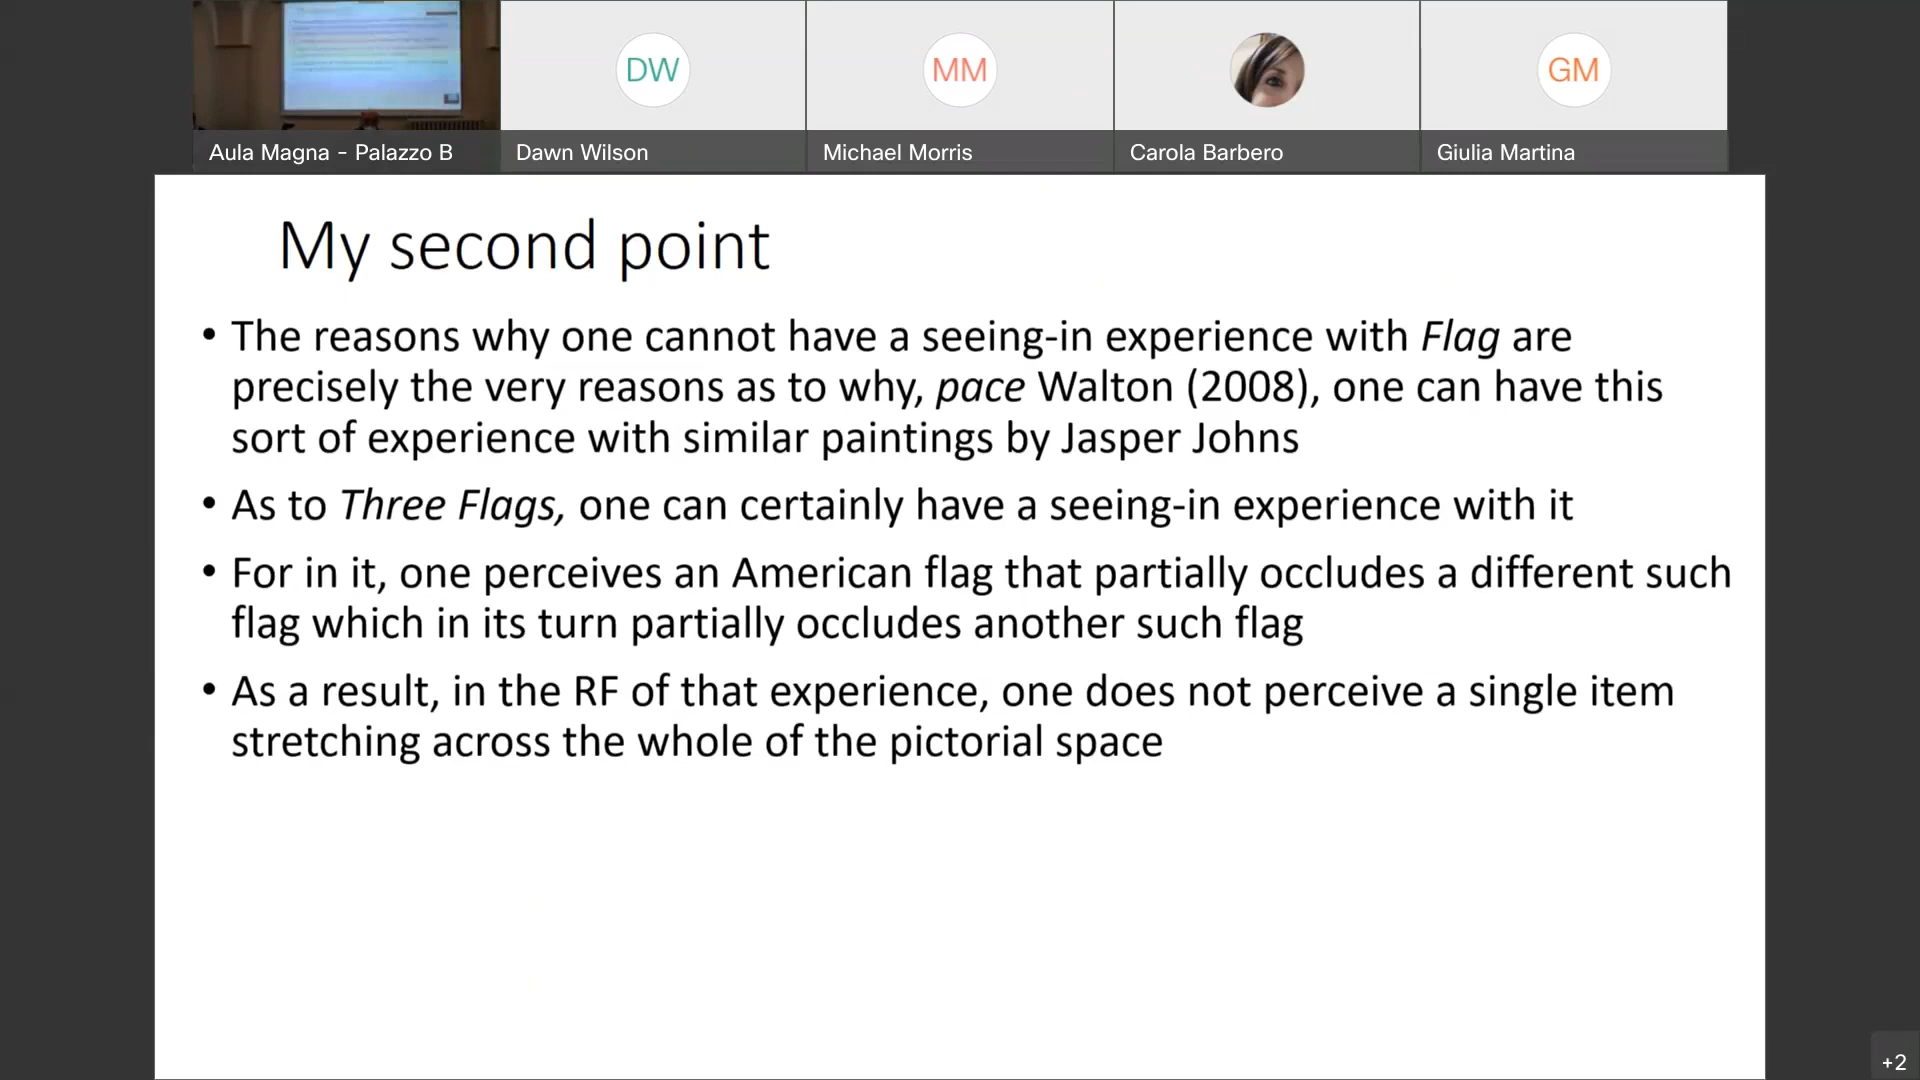 DW
MM
GM
Aula Magna - Palazzo B
Dawn Wilson
Michael Morris
Carola Barbero
Giulia Martina
My second point
• The reasons why one cannot have a seeing-in experience with Flag are
precisely the very reasons as to why, pace Walton (2008), one can have this
sort of experience with similar paintings by Jasper Johns
• As to Three Flags, one can certainly have a seeing-in experience with it
• For in it, one perceives an American flag that partially occludes a different such
flag which in its turn partially occludes another such flag
• As a result, in the RF of that experience, one does not perceive a single item
stretching across the whole of the pictorial space
+2